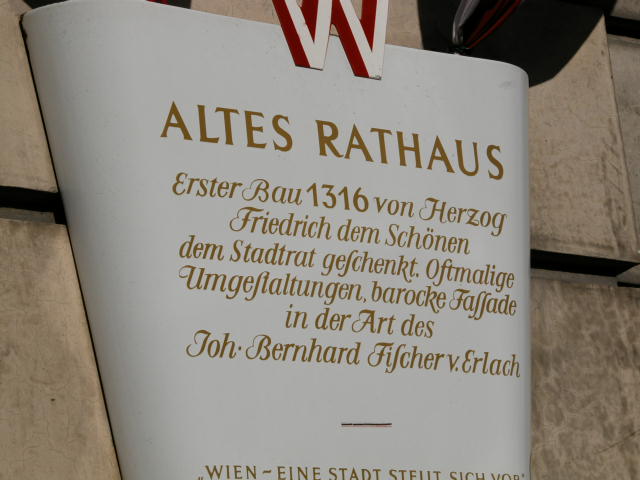 W
ALTES RATHAUS
Erster Bau 1316 von Herzog
Friedrich dem Schönen
dem Stadtrat geſchenkt. Oftmalige
Umgeſtaltungen, barocke Faſſade
in der Art des
Joh. Bernhard Fiſcher v. Erlach
„WIEN – EINE STADT STELLT SICH VOR"